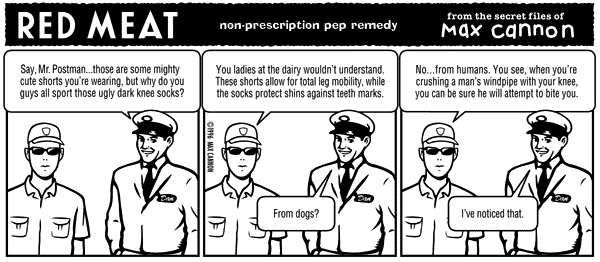 RED MEAT
non-prescription pep remedy
from the secret files of
Max cannon
Say, Mr. Postman...those are some mighty
cute shorts you're wearing, but why do you
guys all sport those ugly dark knee socks?
You ladies at the dairy wouldn't understand.
These shorts allow for total leg mobility, while
the socks protect shins against teeth marks.
©1996 MAX CANNON
From dogs?
Dan
No...from humans. You see, when you're
crushing a man's windpipe with your knee,
you can be sure he will attempt to bite you.
I've noticed that.
Dan